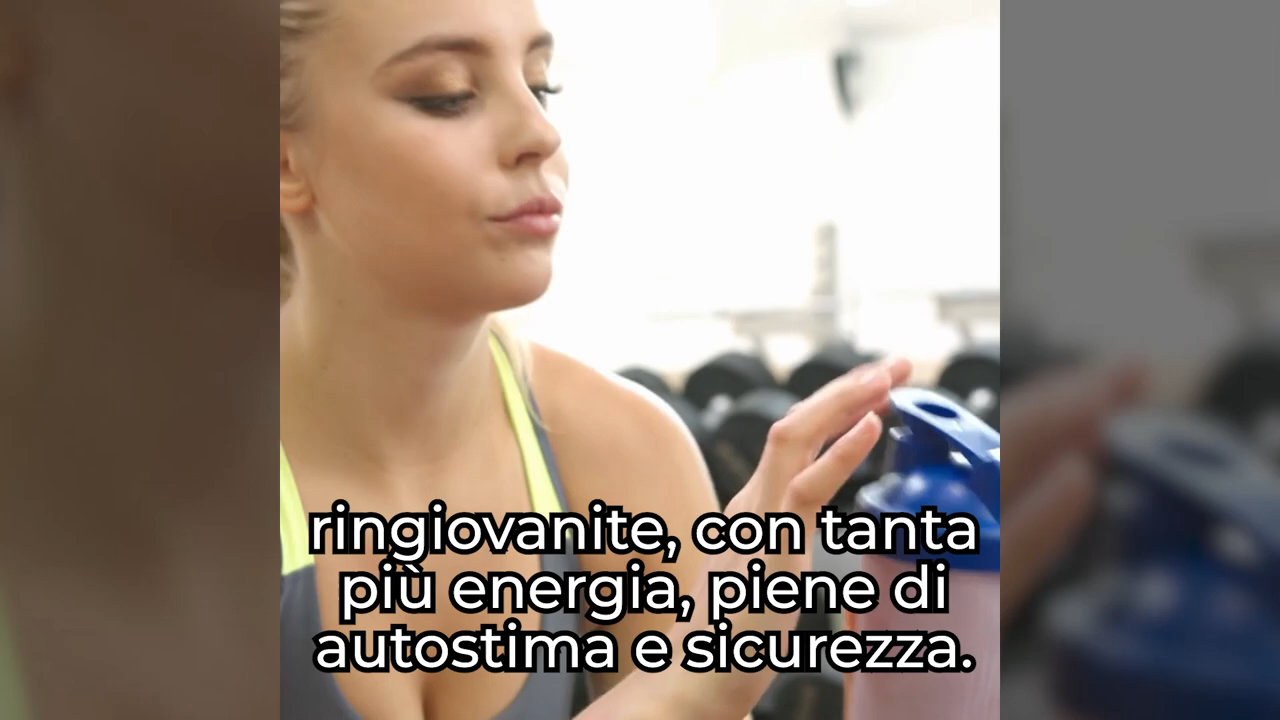 ringiovanite, con tanta
più energia, piene di
autostima e sicurezza.